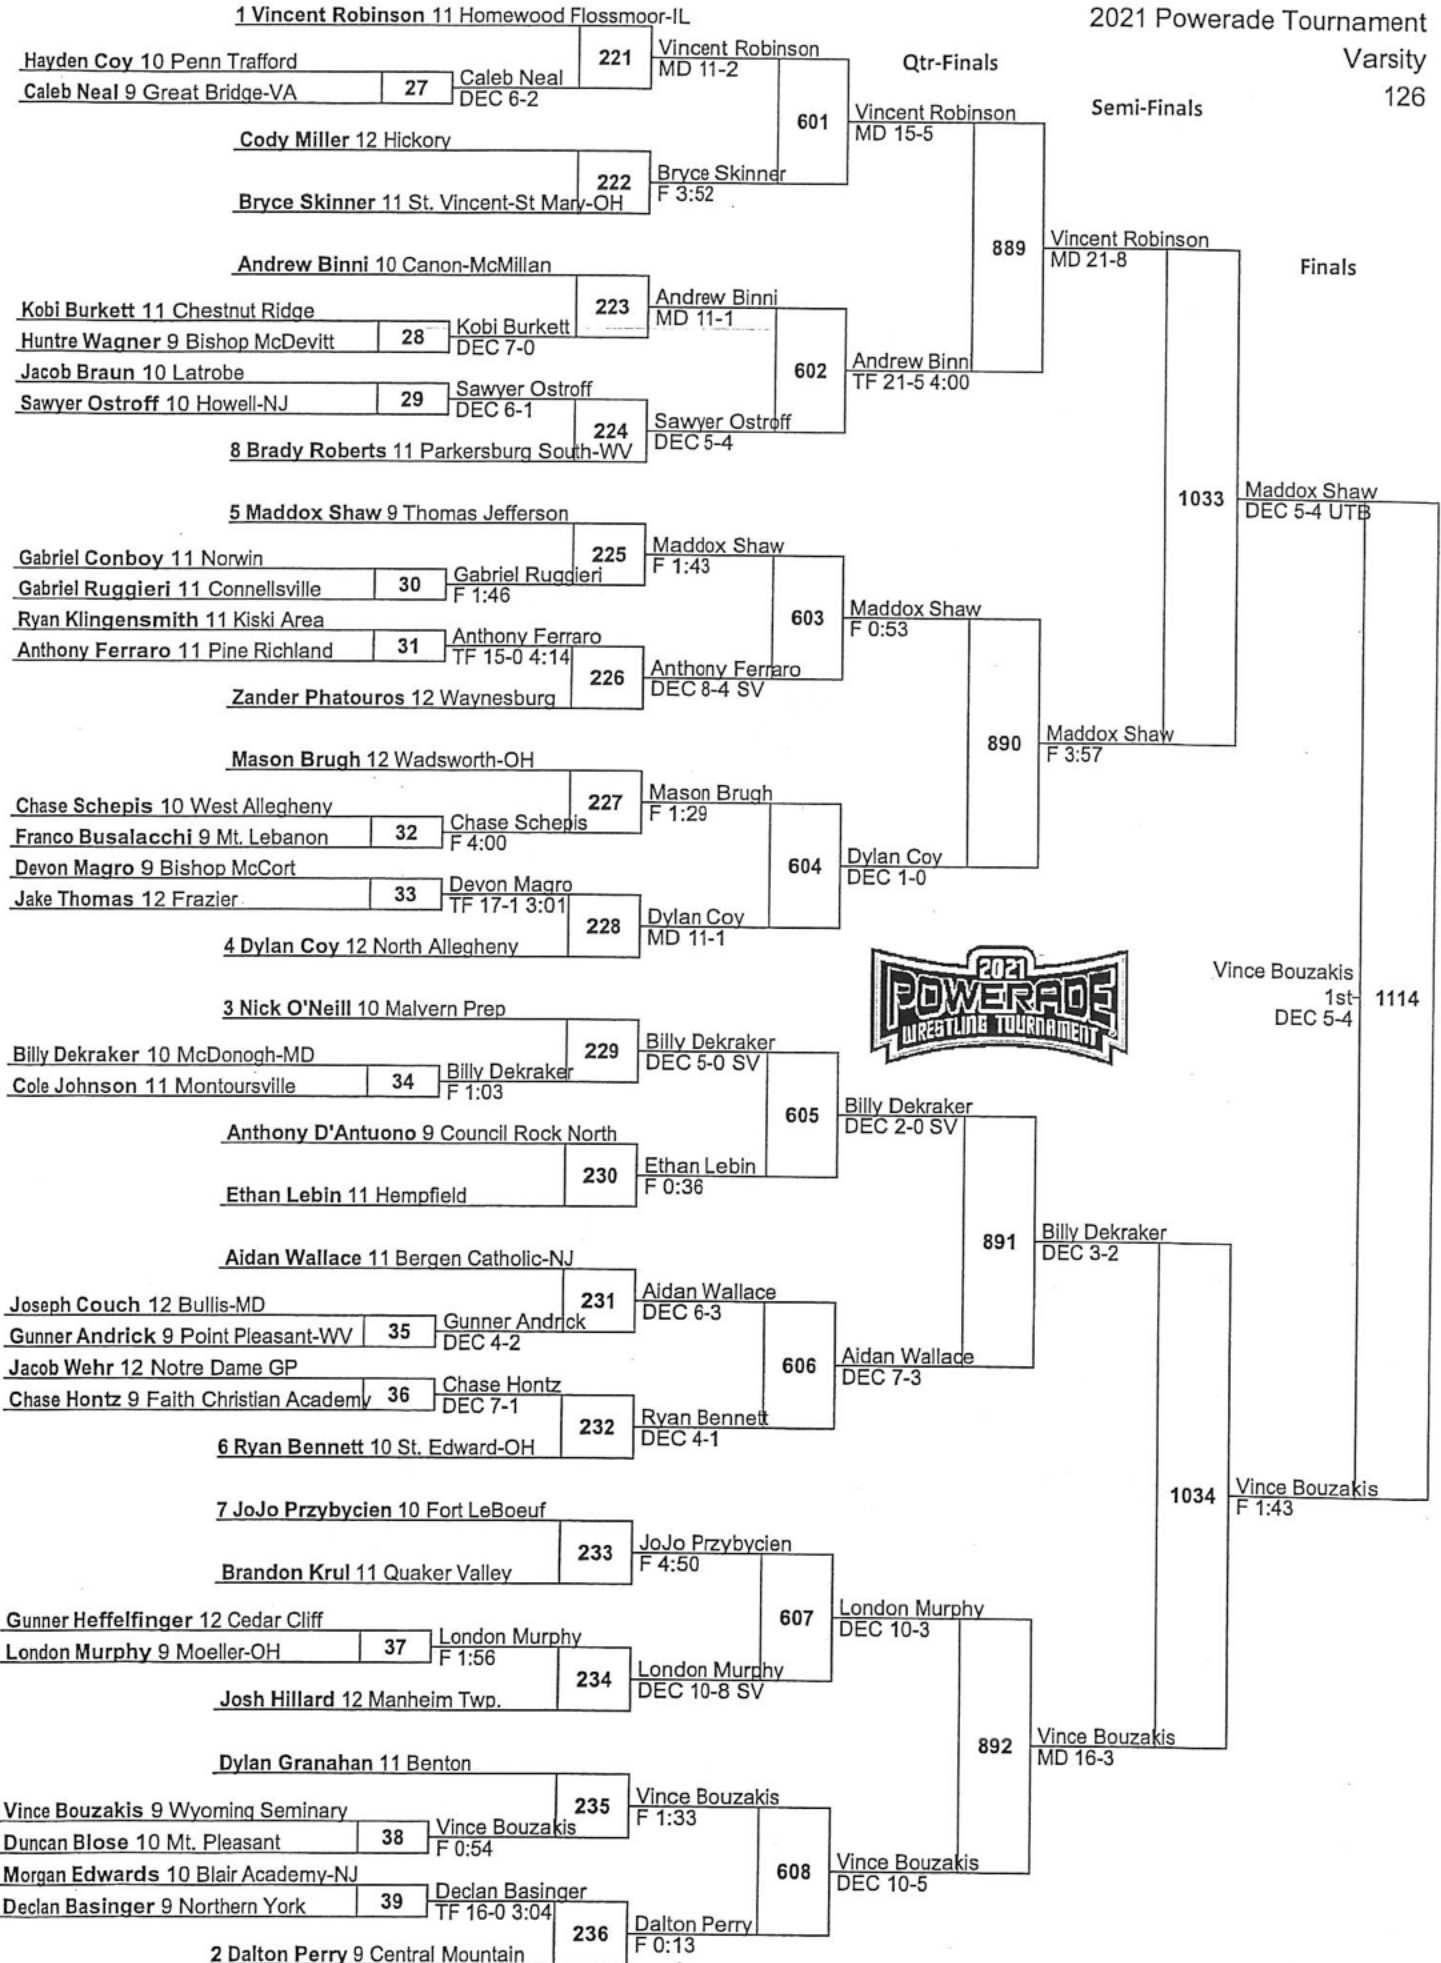 1 Vincent Robinson 11 Homewood Flossmoor-IL
2021 Powerade Tournament
Varsity
126
Qtr-Finals
Semi-Finals
Finals
221
Vincent Robinson
MD 11-2
Hayden Coy 10 Penn Trafford
Caleb Neal 9 Great Bridge-VA
27
Caleb Neal
DEC 6-2
601
Vincent Robinson
MD 15-5
Cody Miller 12 Hickory
222
Bryce Skinner
F 3:52
Bryce Skinner 11 St. Vincent-St Mary-OH
889
Vincent Robinson
MD 21-8
Andrew Binni 10 Canon-McMillan
223
Andrew Binni
MD 11-1
Kobi Burkett 11 Chestnut Ridge
Huntre Wagner 9 Bishop McDevitt
28
Kobi Burkett
DEC 7-0
602
Andrew Binni
TF 21-5 4:00
Jacob Braun 10 Latrobe
Sawyer Ostroff 10 Howell-NJ
29
Sawyer Ostroff
DEC 6-1
224
Sawyer Ostroff
DEC 5-4
8 Brady Roberts 11 Parkersburg South-WV
1033
Maddox Shaw
DEC 5-4 UTB
5 Maddox Shaw 9 Thomas Jefferson
225
Maddox Shaw
F 1:43
Gabriel Conboy 11 Norwin
Gabriel Ruggieri 11 Connellsville
30
Gabriel Ruggieri
F 1:46
603
Maddox Shaw
F 0:53
Ryan Klingensmith 11 Kiski Area
Anthony Ferraro 11 Pine Richland
31
Anthony Ferraro
TF 15-0 4:14
226
Anthony Ferraro
DEC 8-4 SV
Zander Phatouros 12 Waynesburg
890
Maddox Shaw
F 3:57
Mason Brugh 12 Wadsworth-OH
227
Mason Brugh
F 1:29
Chase Schepis 10 West Allegheny
Franco Busalacchi 9 Mt. Lebanon
32
Chase Schepis
F 4:00
604
Dylan Coy
DEC 1-0
Devon Magro 9 Bishop McCort
Jake Thomas 12 Frazier
33
Devon Magro
TF 17-1 3:01
228
Dylan Coy
MD 11-1
4 Dylan Coy 12 North Allegheny
2021
POWERADE
WRESTLING TOURNAMENT
Vince Bouzakis
1st
DEC 5-4
1114
3 Nick O'Neill 10 Malvern Prep
229
Billy Dekraker
DEC 5-0 SV
Billy Dekraker 10 McDonogh-MD
Cole Johnson 11 Montoursville
34
Billy Dekraker
F 1:03
605
Billy Dekraker
DEC 2-0 SV
Anthony D'Antuono 9 Council Rock North
230
Ethan Lebin
F 0:36
Ethan Lebin 11 Hempfield
891
Billy Dekraker
DEC 3-2
Aidan Wallace 11 Bergen Catholic-NJ
231
Aidan Wallace
DEC 6-3
Joseph Couch 12 Bullis-MD
Gunner Andrick 9 Point Pleasant-WV
35
Gunner Andrick
DEC 4-2
606
Aidan Wallace
DEC 7-3
Jacob Wehr 12 Notre Dame GP
Chase Hontz 9 Faith Christian Academy
36
Chase Hontz
DEC 7-1
232
Ryan Bennett
DEC 4-1
6 Ryan Bennett 10 St. Edward-OH
1034
Vince Bouzakis
F 1:43
7 JoJo Przybycien 10 Fort LeBoeuf
233
JoJo Przybycien
F 4:50
Brandon Krul 11 Quaker Valley
607
London Murphy
DEC 10-3
Gunner Heffelfinger 12 Cedar Cliff
London Murphy 9 Moeller-OH
37
London Murphy
F 1:56
234
London Murphy
DEC 10-8 SV
Josh Hillard 12 Manheim Twp.
892
Vince Bouzakis
MD 16-3
Dylan Granahan 11 Benton
235
Vince Bouzakis
F 1:33
Vince Bouzakis 9 Wyoming Seminary
Duncan Blose 10 Mt. Pleasant
38
Vince Bouzakis
F 0:54
608
Vince Bouzakis
DEC 10-5
Morgan Edwards 10 Blair Academy-NJ
Declan Basinger 9 Northern York
39
Declan Basinger
TF 16-0 3:04
236
Dalton Perry
F 0:13
2 Dalton Perry 9 Central Mountain